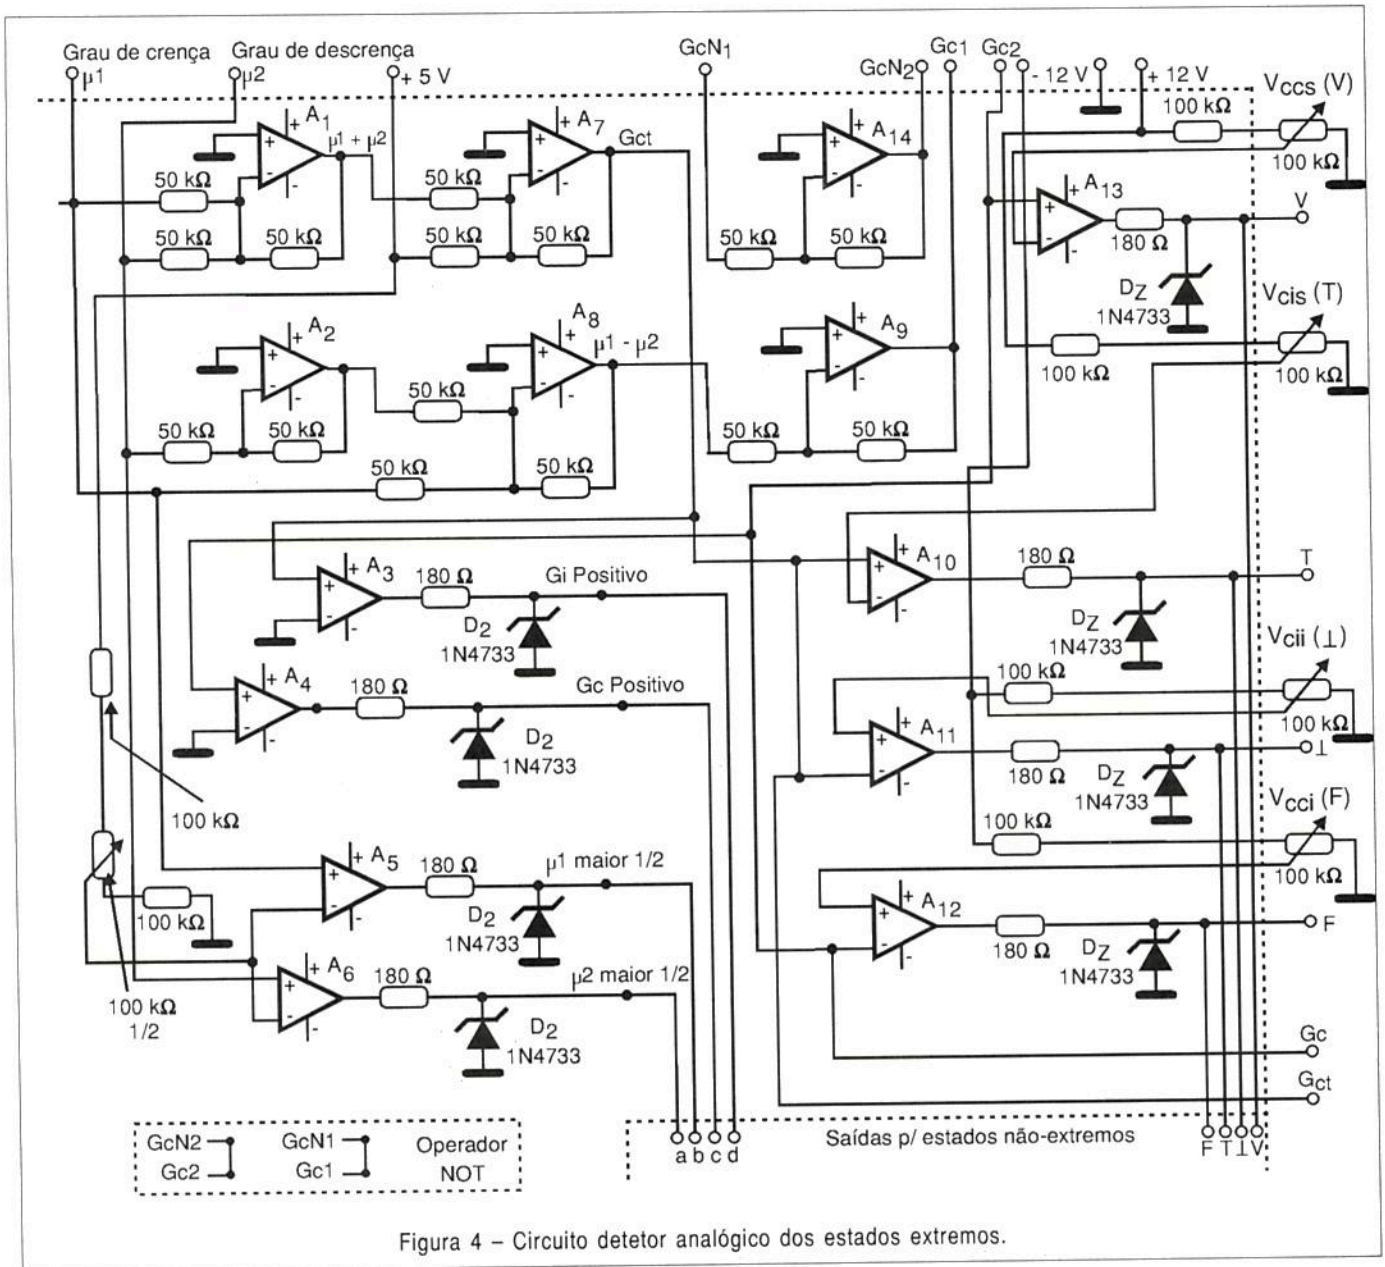 Grau de crença
Grau de descrença
GcN1
GcN2
Gc1
Gc2
μ1
μ2
+ 5 V
- 12 V
+ 12 V
100 kΩ
Vccs (V)
100 kΩ
+ A1
μ1 + μ2
+ A7
Gct
+ A14
+ A13
50 kΩ
50 kΩ
50 kΩ
50 kΩ
50 kΩ
50 kΩ
50 kΩ
50 kΩ
180 Ω
V
DZ
1N4733
Vcis (T)
100 kΩ
100 kΩ
+ A2
A8
+
μ1 - μ2
+ A9
50 kΩ
50 kΩ
50 kΩ
50 kΩ
50 kΩ
50 kΩ
50 kΩ
+ A3
180 Ω
Gi Positivo
D2
1N4733
+ A10
180 Ω
T
DZ
1N4733
+ A4
180 Ω
Gc Positivo
D2
1N4733
Vcii (⊥)
100 kΩ
100 kΩ
+ A11
180 Ω
⊥
DZ
1N4733
100 kΩ
Vcci (F)
100 kΩ
100 kΩ
+ A5
180 Ω
μ1 maior 1/2
D2
1N4733
100 kΩ
+ A12
180 Ω
F
DZ
1N4733
+ A6
180 Ω
μ2 maior 1/2
D2
1N4733
100 kΩ
1/2
Gc
Gct
GcN2
Gc2
GcN1
Gc1
Operador
NOT
a b c d
Saídas p/ estados não-extremos
F T ⊥ V
Figura 4 – Circuito detetor analógico dos estados extremos.